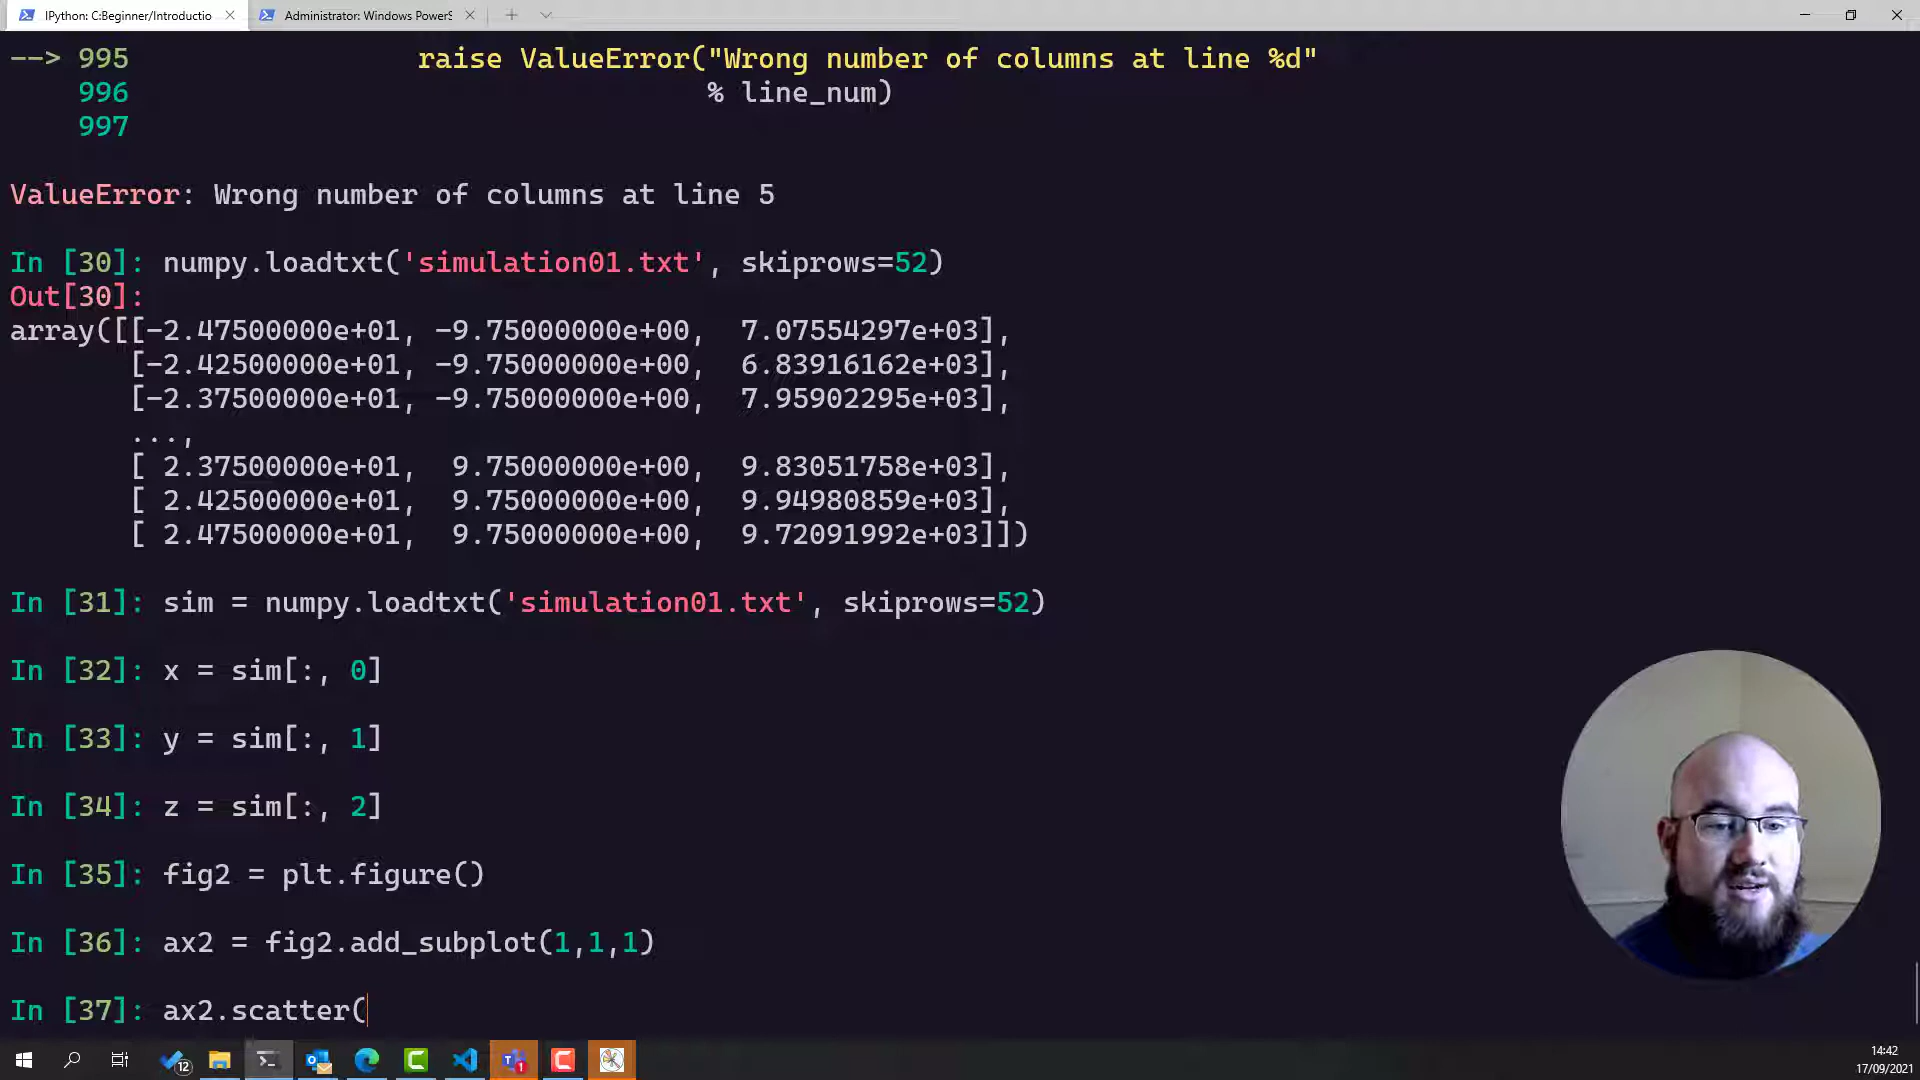 IPython: C:Beginner/Introductio
Administrator: Windows PowerS
--> 995 raise ValueError("Wrong number of columns at line %d"
996 % line_num)
997
ValueError: Wrong number of columns at line 5
In [30]: numpy.loadtxt('simulation01.txt', skiprows=52)
Out[30]:
array([[-2.47500000e+01, -9.75000000e+00, 7.07554297e+03],
[-2.42500000e+01, -9.75000000e+00, 6.83916162e+03],
[-2.37500000e+01, -9.75000000e+00, 7.95902295e+03],
...,
[ 2.37500000e+01, 9.75000000e+00, 9.83051758e+03],
[ 2.42500000e+01, 9.75000000e+00, 9.94980859e+03],
[ 2.47500000e+01, 9.75000000e+00, 9.72091992e+03]])
In [31]: sim = numpy.loadtxt('simulation01.txt', skiprows=52)
In [32]: x = sim[:, 0]
In [33]: y = sim[:, 1]
In [34]: z = sim[:, 2]
In [35]: fig2 = plt.figure()
In [36]: ax2 = fig2.add_subplot(1,1,1)
In [37]: ax2.scatter(
12
1
14:42
17/09/2021